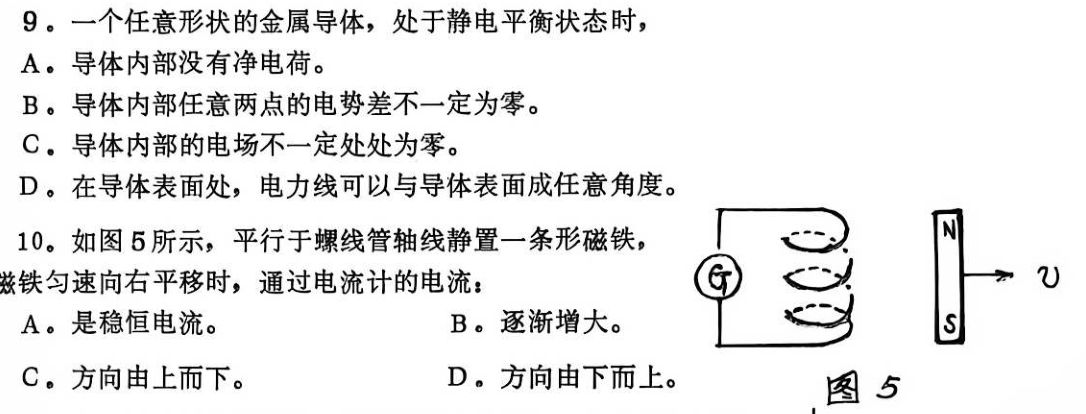 9。一个任意形状的金属导体，处于静电平衡状态时，
A。导体内部没有净电荷。
B。导体内部任意两点的电势差不一定为零。
C。导体内部的电场不一定处处为零。
D。在导体表面处，电力线可以与导体表面成任意角度。
10。如图5所示，平行于螺线管轴线静置一条形磁铁，
磁铁匀速向右平移时，通过电流计的电流：
A。是稳恒电流。 B。逐渐增大。
C。方向由上而下。 D。方向由下而上。
G
N
S
υ
图5